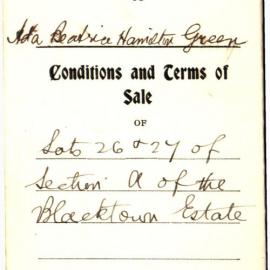 Ada Beatrice Hamilton Green
Conditions and Terms of
Sale
OF
Lots 26 & 27 of
Section A of the
Blacktown Estate